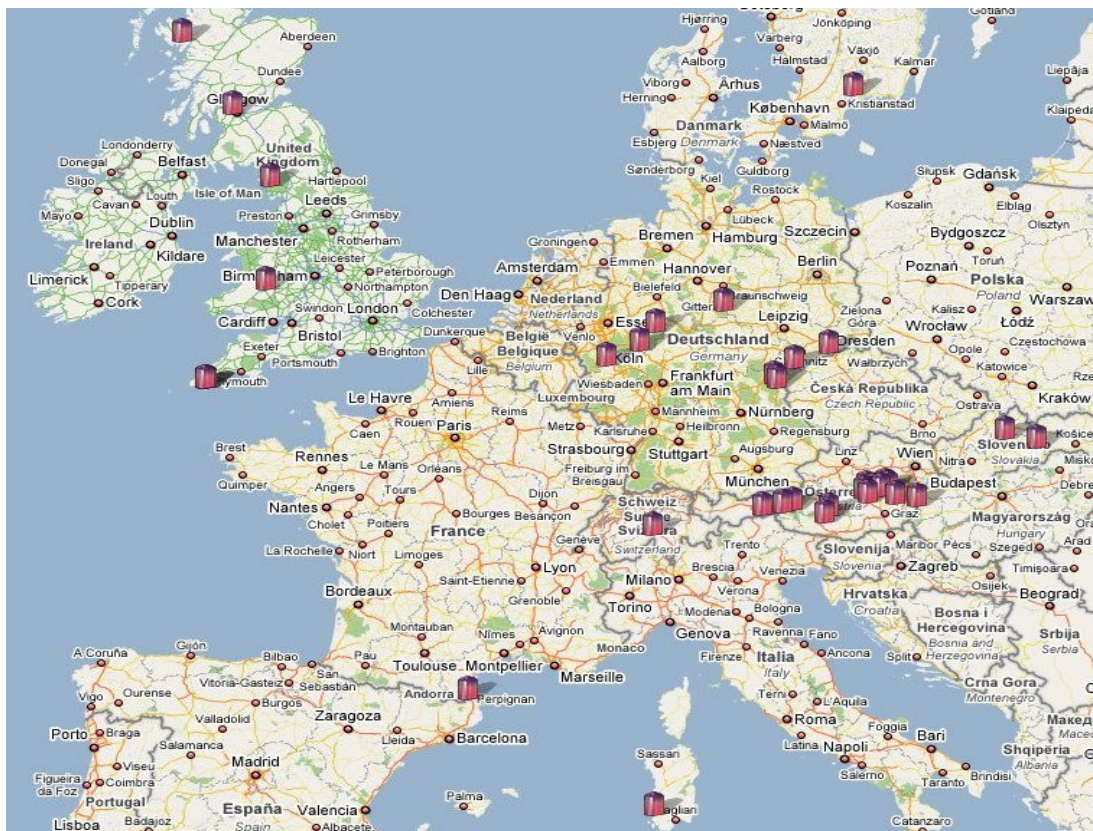 Hjørring
Göteborg
Jönköping
Gotland
Aberdeen
Varberg
Växjö
Aalborg
Halmstad
Kalmar
Liepāja
Dundee
Viborg
Århus
Herning
Kristianstad
København
Klaipėda
Danmark
Denmark
Malmö
United
Kingdom
Londonderry
Donegal
Belfast
Esbjerg
Næstved
Sligo
Isle of Man
Hartlepool
Sønderborg
Guldborg
Gdańsk
Słupsk
Cavan
Louth
Preston
Leeds
Grimsby
Kiel
Rostock
Koszalin
Elbląg
Olsztyn
Mayo
Dublin
Manchester
Rotherham
Lübeck
Ireland
Kildare
Groningen
Bremen
Hamburg
Szczecin
Bydgoszcz
Toruń
Limerick
Tipperary
Leicester
Peterborough
Emmen
Hannover
Berlin
Poznań
Polska
Poland
Cork
Northampton
Amsterdam
Bielefeld
Warszawa
Swindon
Colchester
Den Haag
Nederland
Netherlands
Braunschweig
Zielona
Góra
Kalisz
Łódź
Cardiff
London
Bristol
Leipzig
Wrocław
Exeter
Portsmouth
Brighton
Dunkerque
België
Belgique
Belgium
Venlo
Deutschland
Germany
Dresden
Opole
Częstochowa
Lille
Köln
Wałbrzych
Katowice
Luxembourg
Wiesbaden
Frankfurt
am Main
Česká Republika
Czech Republic
Kraków
Amiens
Le Havre
Rouen
Reims
Mannheim
Nürnberg
Ostrava
Caen
Paris
Metz
Karlsruhe
Heilbronn
Regensburg
Brno
Brest
Strasbourg
Stuttgart
Slovakia
Košice
Rennes
Le Mans
Orléans
Augsburg
Linz
Wien
Nitra
Quimper
Freiburg im
Breisgau
München
Angers
Tours
Dijon
Schweiz
Budapest
Nantes
Cholet
Poitiers
Bourges
Besançon
Switzerland
Graz
Magyarország
Hungary
France
Genève
Trento
Maribor
Pécs
Szeged
Arad
La Rochelle
Niort
Limoges
Lyon
Slovenija
Slovenia
Zagreb
Timişoara
Saint-Etienne
Milano
Brescia
Venezia
Verona
Osijek
Bordeaux
Grenoble
Torino
Hrvatska
Croatia
Beograd
Modena
Bologna
Bosna i
Hercegovina
Bosnia and
Herzegovina
Montauban
Nîmes
Avignon
Genova
Ravenna
Fano
Srbija
Serbia
A Coruña
Gijón
Bilbao
San
Sebastián
Pau
Toulouse
Montpellier
Monaco
Marseille
Firenze
Ancona
Split
Italia
Italy
Vitoria-Gasteiz
Andorra
Perpignan
Crna Gora
Montenegro
Vigo
Ourense
Burgos
Terni
L'Aquila
Valladolid
Zaragoza
Lleida
Barcelona
Roma
Foggia
Bari
Porto
Braga
Latina
Shqipëria
Albania
Salamanca
Sassari
Napoli
Viseu
Madrid
Salerno
Taranto
Brindisi
Figueira
da Foz
Coimbra
Palma
Portugal
España
Spain
Valencia
Lisboa
Badajoz
Albacete
Catanzaro